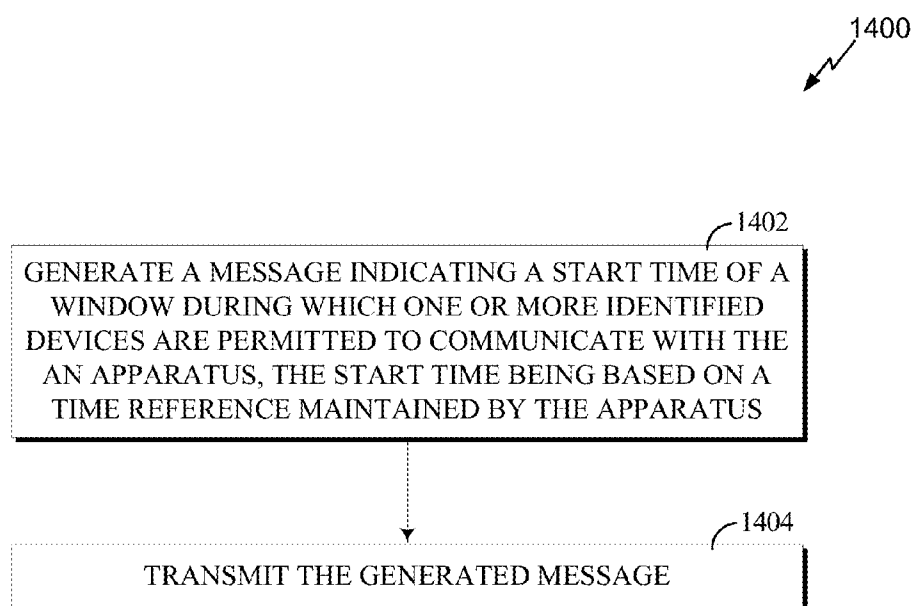 1400
1402
GENERATE A MESSAGE INDICATING A START TIME OF A
WINDOW DURING WHICH ONE OR MORE IDENTIFIED
DEVICES ARE PERMITTED TO COMMUNICATE WITH THE
AN APPARATUS, THE START TIME BEING BASED ON A
TIME REFERENCE MAINTAINED BY THE APPARATUS
1404
TRANSMIT THE GENERATED MESSAGE